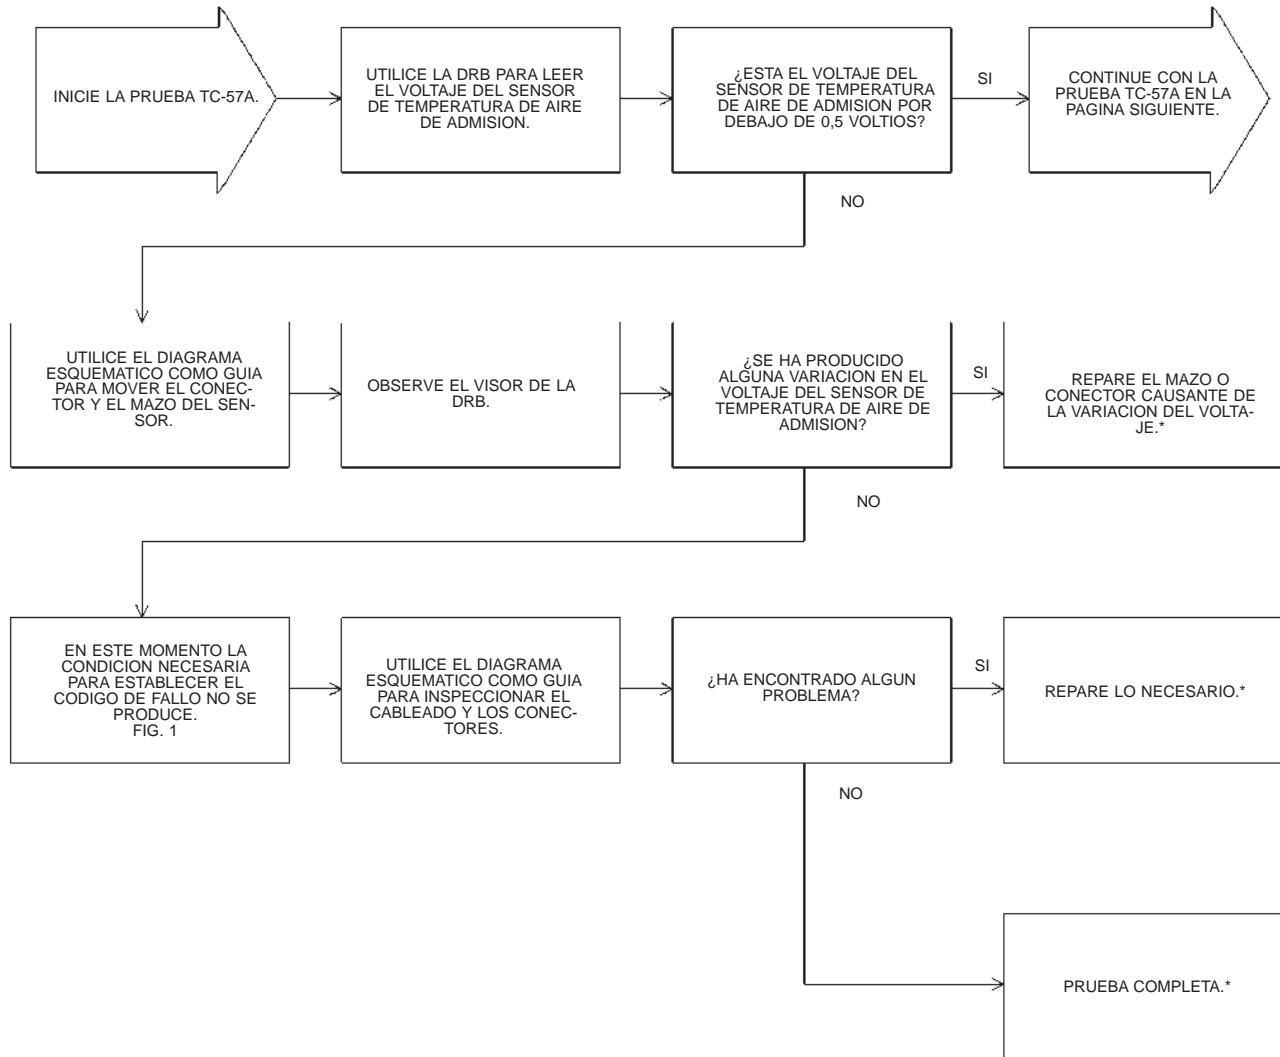 INICIE LA PRUEBA TC-57A.
UTILICE LA DRB PARA LEER
EL VOLTAJE DEL SENSOR
DE TEMPERATURA DE AIRE
DE ADMISION.
¿ESTA EL VOLTAJE DEL
SENSOR DE TEMPERATURA
DE AIRE DE ADMISION POR
DEBAJO DE 0,5 VOLTIOS?
SI
CONTINUE CON LA
PRUEBA TC-57A EN LA
PAGINA SIGUIENTE.
NO
UTILICE EL DIAGRAMA
ESQUEMATICO COMO GUIA
PARA MOVER EL CONEC-
TOR Y EL MAZO DEL SEN-
SOR.
OBSERVE EL VISOR DE LA
DRB.
¿SE HA PRODUCIDO
ALGUNA VARIACION EN EL
VOLTAJE DEL SENSOR DE
TEMPERATURA DE AIRE DE
ADMISION?
SI
REPARE EL MAZO O
CONECTOR CAUSANTE DE
LA VARIACION DEL VOLTA-
JE.*
NO
EN ESTE MOMENTO LA
CONDICION NECESARIA
PARA ESTABLECER EL
CODIGO DE FALLO NO SE
PRODUCE.
FIG. 1
UTILICE EL DIAGRAMA
ESQUEMATICO COMO GUIA
PARA INSPECCIONAR EL
CABLEADO Y LOS CONEC-
TORES.
¿HA ENCONTRADO ALGUN
PROBLEMA?
SI
REPARE LO NECESARIO.*
NO
PRUEBA COMPLETA.*